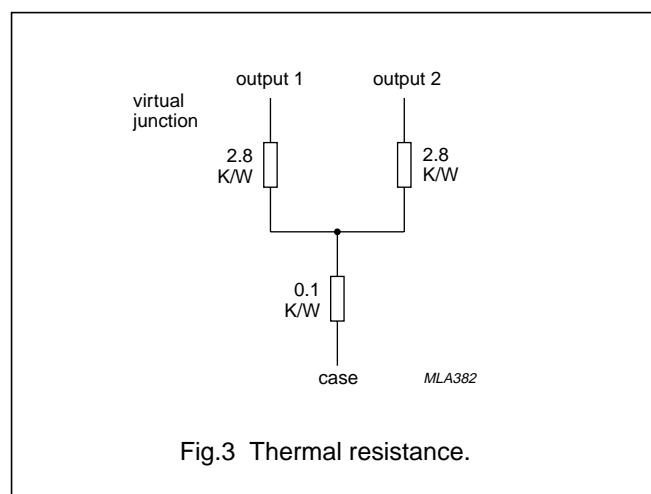 output 1
output 2
virtual
junction
2.8
K/W
2.8
K/W
0.1
K/W
case
MLA382
Fig.3 Thermal resistance.